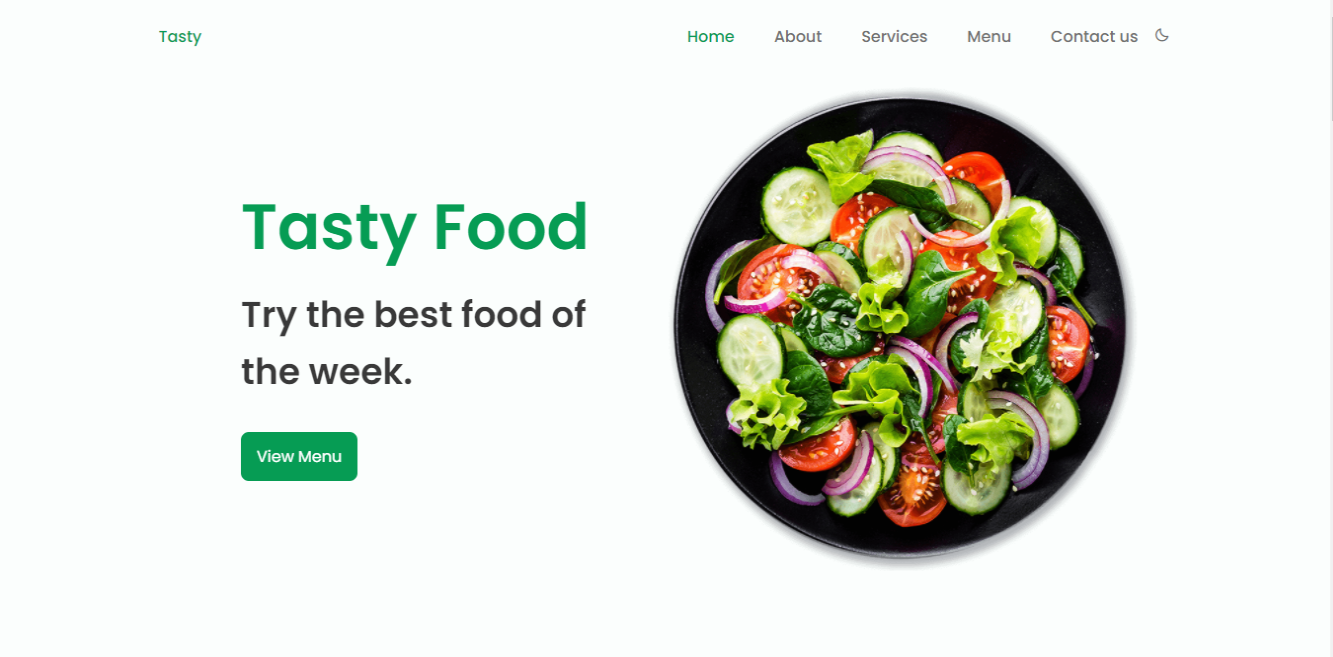 Tasty
Home About Services Menu Contact us
Tasty Food
Try the best food of
the week.
View Menu